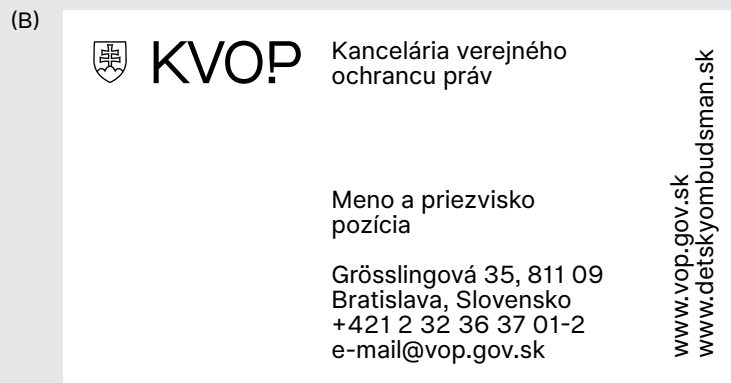 (B)
KVOP
Kancelária verejného
ochrancu práv
Meno a priezvisko
pozícia
Grösslingová 35, 811 09
Bratislava, Slovensko
+421 2 32 36 37 01-2
e-mail@vop.gov.sk
www.vop.gov.sk
www.detskyombudsman.sk